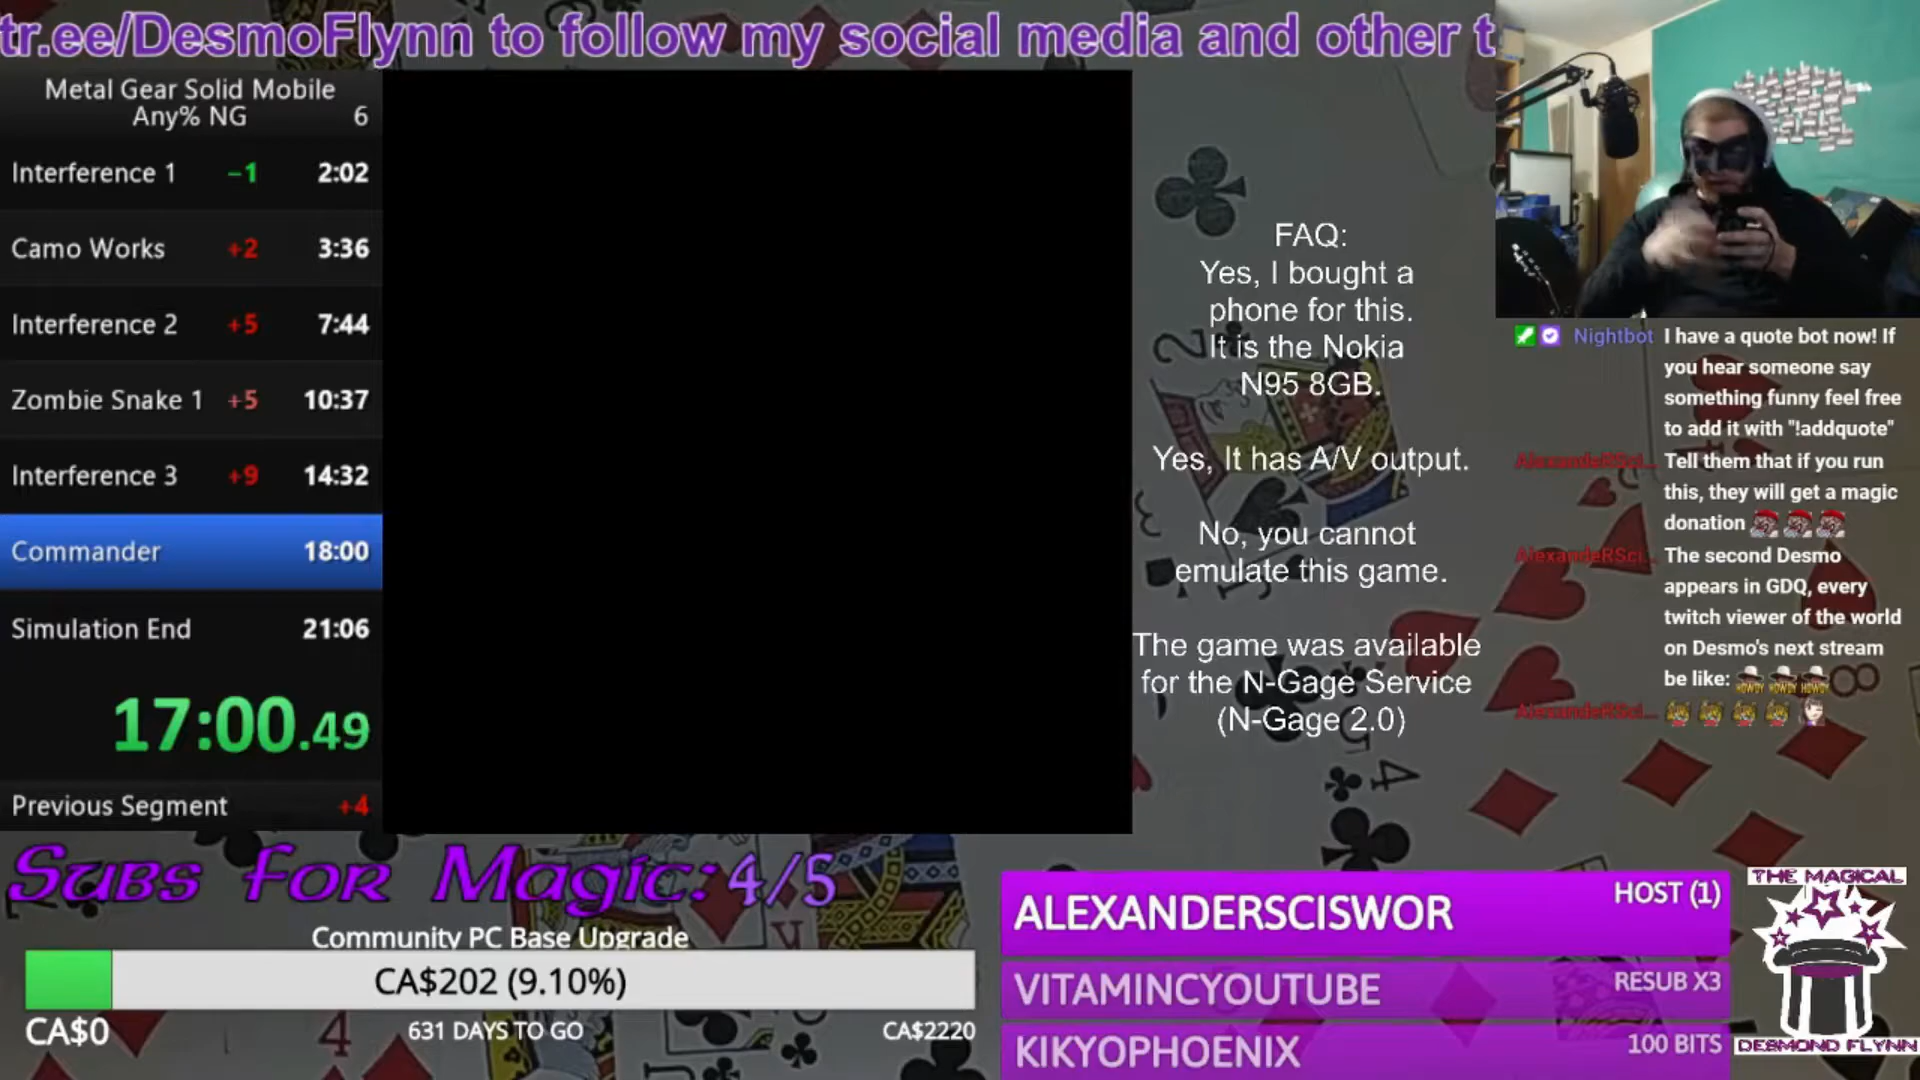 tr.ee/DesmoFlynn to follow my social media and other t
Metal Gear Solid Mobile
Any% NG 6
Interference 1 -1 2:02
Camo Works +2 3:36
Interference 2 +5 7:44
Zombie Snake 1 +5 10:37
Interference 3 +9 14:32
Commander 18:00
Simulation End 21:06
17:00.49
Previous Segment +4
FAQ:
Yes, I bought a
phone for this.
It is the Nokia
N95 8GB.
Yes, It has A/V output.
No, you cannot
emulate this game.
The game was available
for the N-Gage Service
(N-Gage 2.0)
Nightbot I have a quote bot now! If
you hear someone say
something funny feel free
to add it with "!addquote"
AlexandeRSci... Tell them that if you run
this, they will get a magic
donation
AlexandeRSci... The second Desmo
appears in GDQ, every
twitch viewer of the world
on Desmo's next stream
be like: HOWDY HOWDY HOWDY
AlexandeRSci...
Subs for Magic: 4/5
Community PC Base Upgrade
CA$202 (9.10%)
CA$0 631 DAYS TO GO CA$2220
ALEXANDERSCISWOR HOST (1)
VITAMINCYOUTUBE RESUB X3
KIKYOPHOENIX 100 BITS
THE MAGICAL
DESMOND FLYNN